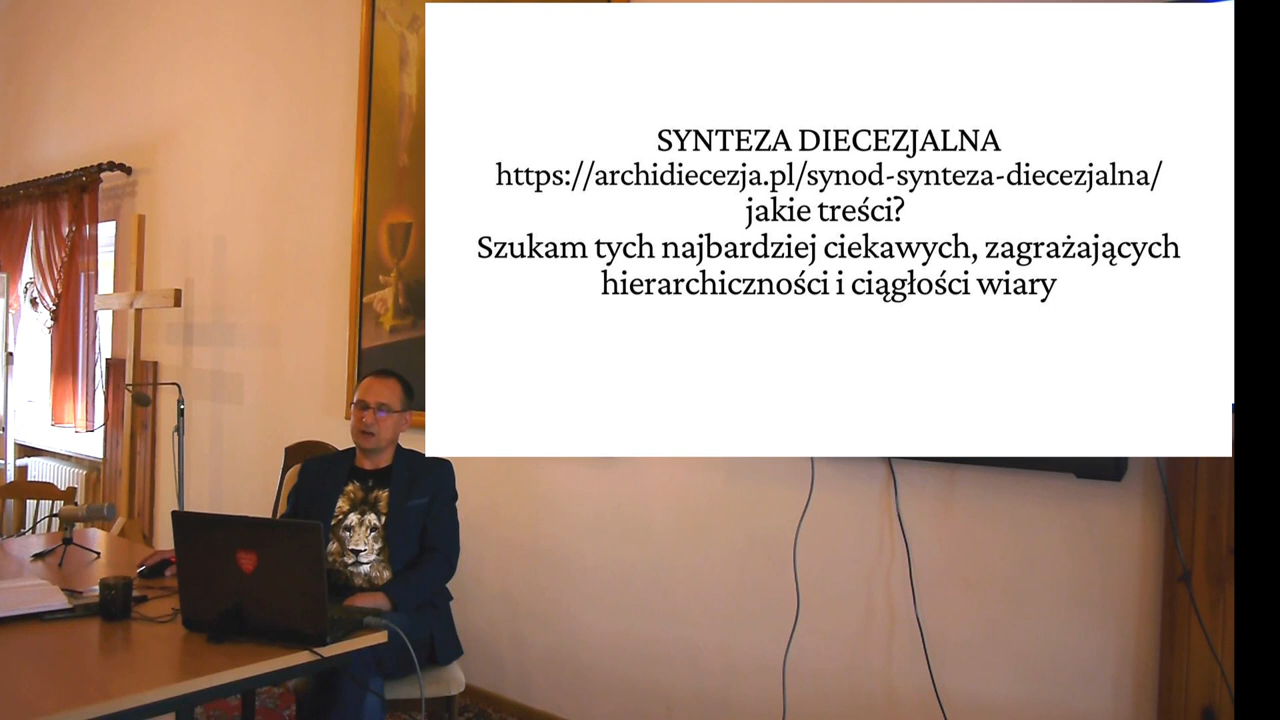 SYNTEZA DIECEZJALNA
https://archidiecezja.pl/synod-synteza-diecezjalna/
jakie treści?
Szukam tych najbardziej ciekawych, zagrażających
hierarchiczności i ciągłości wiary